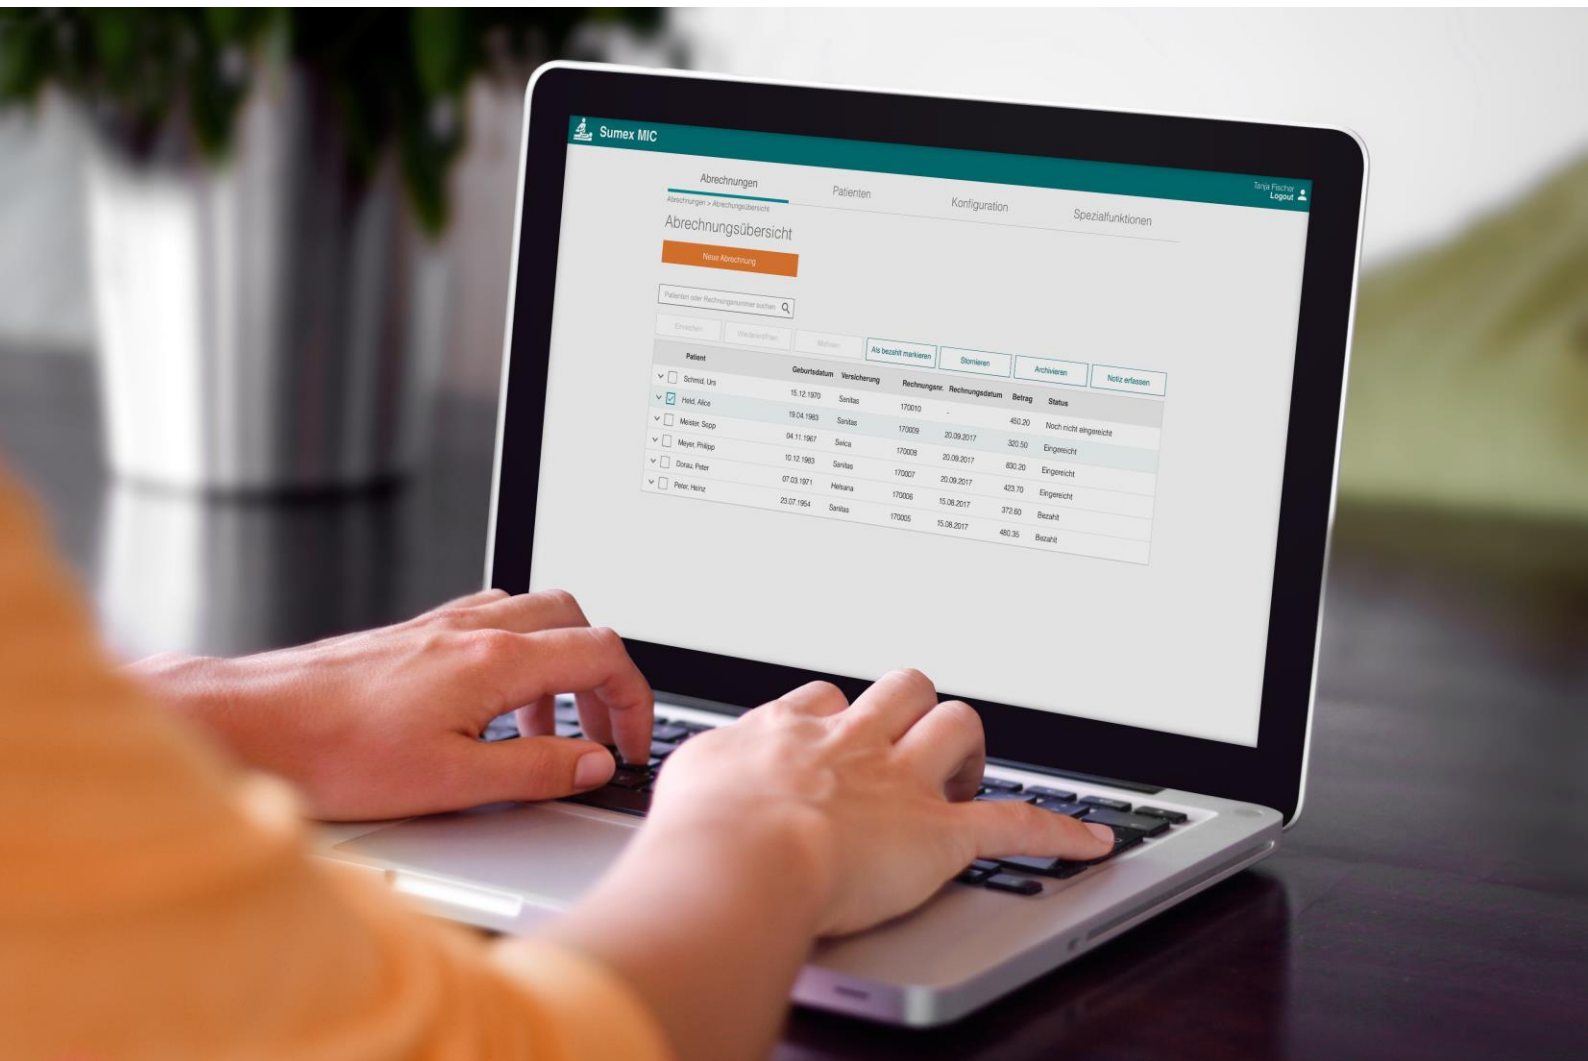 Sumex MIC
Tanja Fischer
Logout
Abrechnungen Patienten Konfiguration Spezialfunktionen
Abrechnungen > Abrechnungsübersicht
Abrechnungsübersicht
Neue Abrechnung
Patienten oder Rechnungsnummer suchen
Einreichen Wiedereröffnen Mahnen Als bezahlt markieren Stornieren Archivieren Notiz erfassen
Patient Geburtsdatum Versicherung Rechnungsnr. Rechnungsdatum Betrag Status
Schmid, Urs 15.12.1970 Sanitas 170010 - 450.20 Noch nicht eingereicht
Held, Alice 19.04.1983 Sanitas 170009 20.09.2017 320.50 Eingereicht
Meister, Sepp 04.11.1967 Swica 170008 20.09.2017 830.20 Eingereicht
Meyer, Philipp 10.12.1983 Sanitas 170007 20.09.2017 423.70 Eingereicht
Dorau, Peter 07.03.1971 Helsana 170006 15.08.2017 372.60 Bezahlt
Peter, Heinz 23.07.1954 Sanitas 170005 15.08.2017 480.35 Bezahlt